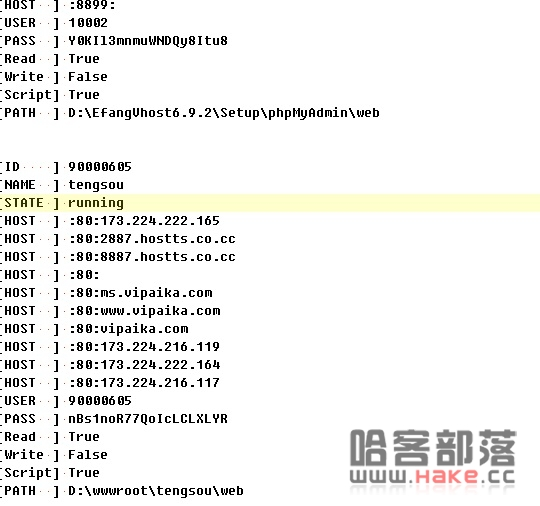 [HOST ] :8899:
[USER ] 10002
[PASS ] Y0KIl3mnmuWNDQy8Itu8
[Read ] True
[Write ] False
[Script] True
[PATH ] D:\EfangVhost6.9.2\Setup\phpMyAdmin\web
[ID ] 90000605
[NAME ] tengsou
[STATE ] running
[HOST ] :80:173.224.222.165
[HOST ] :80:2887.hostts.co.cc
[HOST ] :80:8887.hostts.co.cc
[HOST ] :80:
[HOST ] :80:ms.vipaika.com
[HOST ] :80:www.vipaika.com
[HOST ] :80:vipaika.com
[HOST ] :80:173.224.216.119
[HOST ] :80:173.224.222.164
[HOST ] :80:173.224.216.117
[USER ] 90000605
[PASS ] nBs1noR77QoIcLCLXLYR
[Read ] True
[Write ] False
[Script] True
[PATH ] D:\wwwroot\tengsou\web
哈客部落
www.Hake.cc